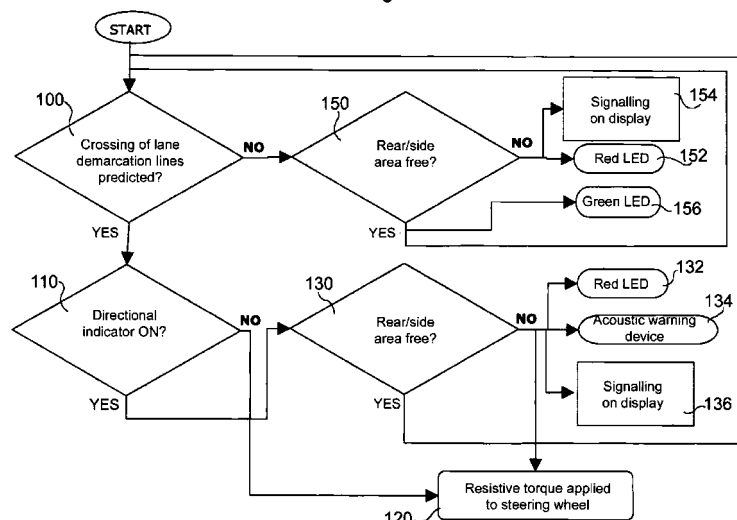 START
100
Crossing of lane
demarcation lines
predicted?
NO
YES
150
Rear/side
area free?
NO
YES
Signalling
on display
154
Red LED
152
Green LED
156
110
Directional
indicator ON?
NO
YES
130
Rear/side
area free?
NO
YES
Red LED
132
Acoustic warning
device
134
Signalling
on display
136
Resistive torque applied
to steering wheel
120